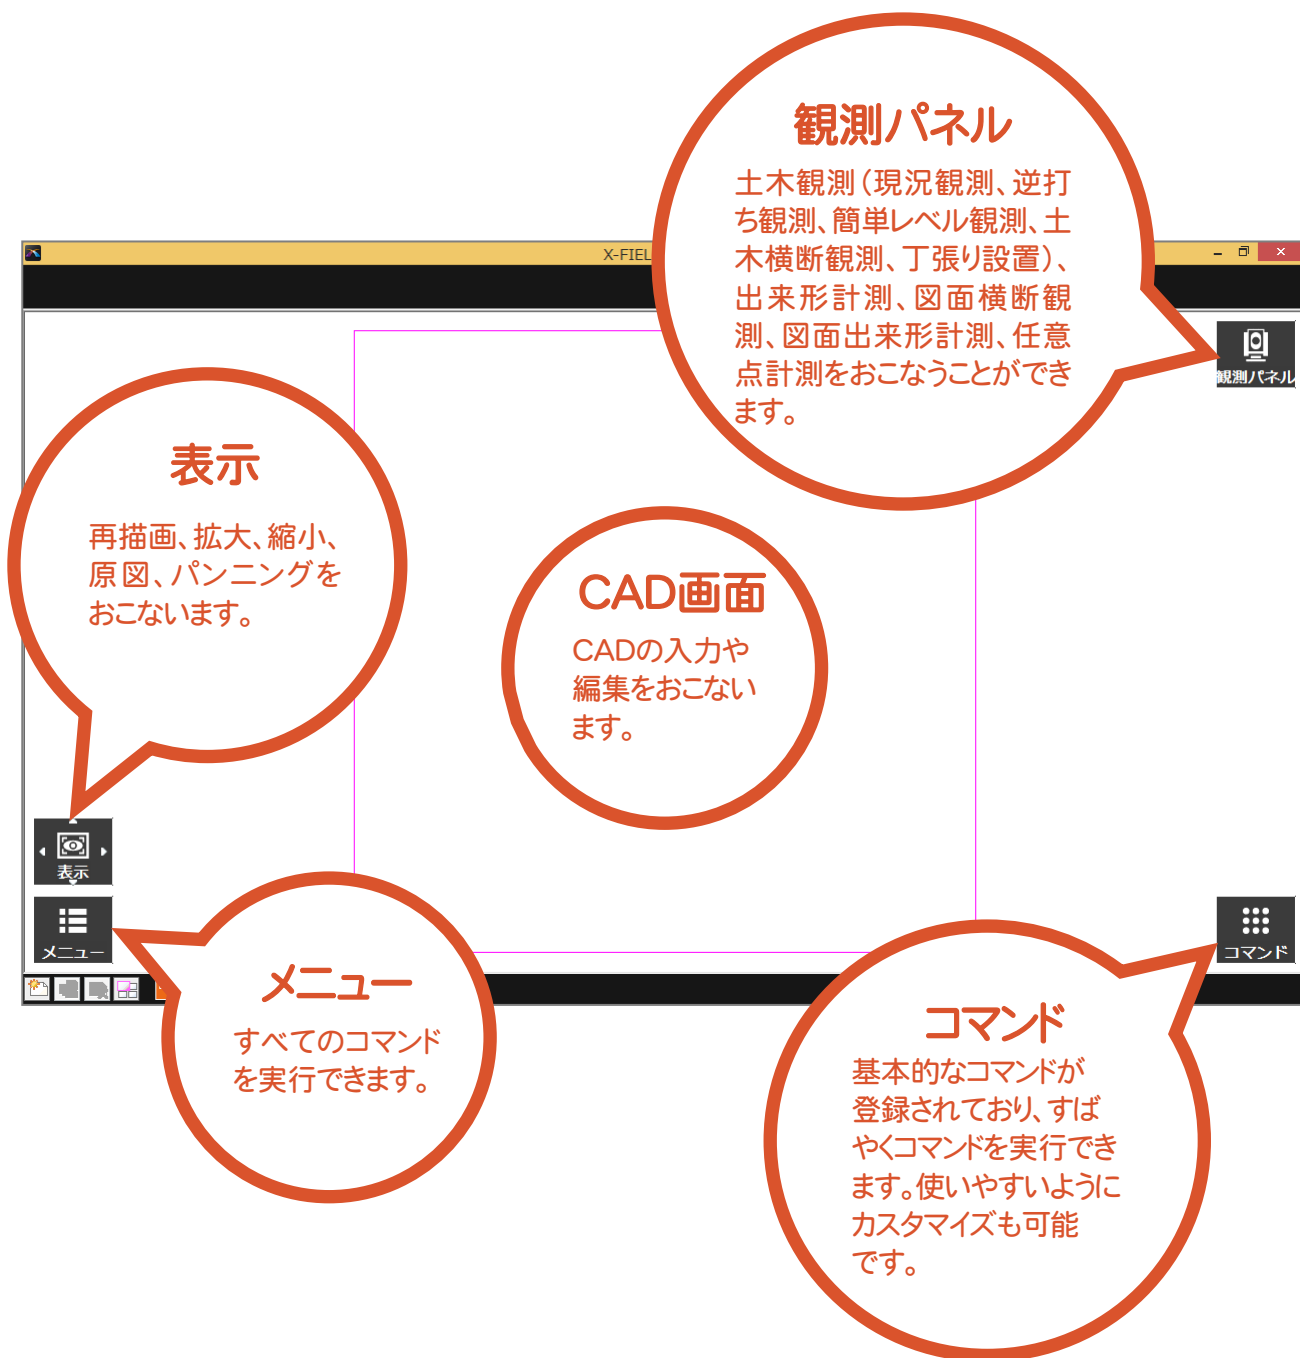 観測パネル
土木観測（現況観測、逆打
ち観測、簡単レベル観測、土
木横断観測、丁張り設置）、
出来形計測、図面横断観
測、図面出来形計測、任意
点計測をおこなうことができ
ます。
X-FIEL
観測パネル
表示
再描画、拡大、縮小、
原図、パンニングを
おこないます。
CAD画面
CADの入力や
編集をおこない
ます。
表示
メニュー
コマンド
メニュー
すべてのコマンド
を実行できます。
コマンド
基本的なコマンドが
登録されており、すば
やくコマンドを実行でき
ます。使いやすいように
カスタマイズも可能
です。